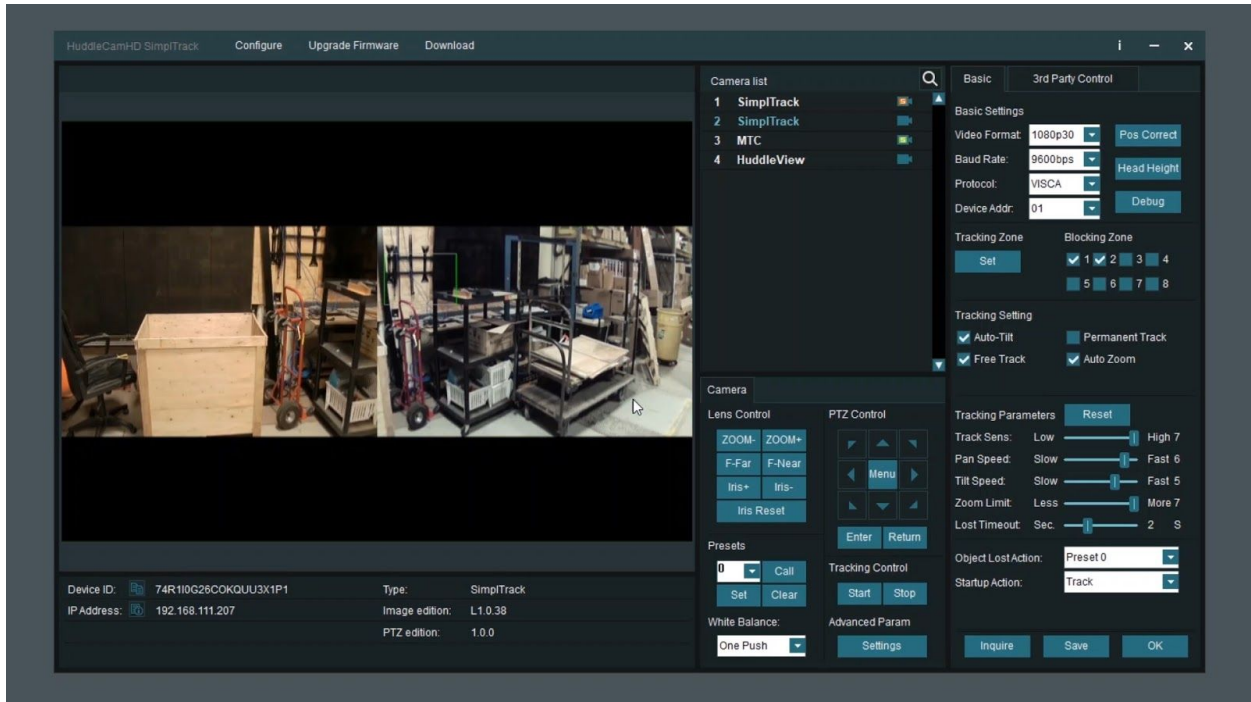 HuddleCamHD SimplTrack Configure Upgrade Firmware Download i
Camera list
1 SimplTrack
2 SimplTrack
3 MTC
4 HuddleView
Device ID: 74R1I0G26COKQUU3X1P1 Type: SimplTrack
IP Address: 192.168.111.207 Image edition: L1.0.38
PTZ edition: 1.0.0
Camera
Lens Control
ZOOM- ZOOM+
F-Far F-Near
Iris+ Iris-
Iris Reset
Presets
0 Call
Set Clear
White Balance:
One Push
PTZ Control
Menu
Enter Return
Tracking Control
Start Stop
Advanced Param
Settings
Basic 3rd Party Control
Basic Settings
Video Format: 1080p30 Pos Correct
Baud Rate: 9600bps Head Height
Protocol: VISCA
Device Addr: 01 Debug
Tracking Zone Blocking Zone
Set 1 2 3 4
5 6 7 8
Tracking Setting
Auto-Tilt Permanent Track
Free Track Auto Zoom
Tracking Parameters Reset
Track Sens: Low High 7
Pan Speed: Slow Fast 6
Tilt Speed: Slow Fast 5
Zoom Limit: Less More 7
Lost Timeout: Sec. 2 S
Object Lost Action: Preset 0
Startup Action: Track
Inquire Save OK